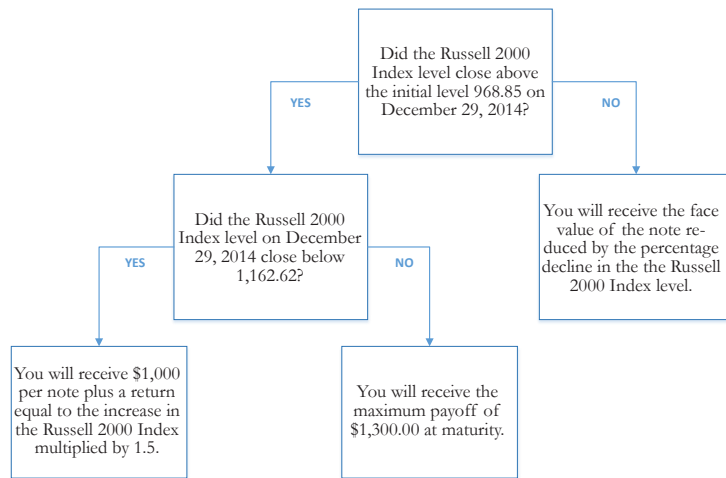 Did the Russell 2000
Index level close above
the initial level 968.85 on
December 29, 2014?
YES
NO
Did the Russell 2000
Index level on December
29, 2014 close below
1,162.62?
You will receive the face
value of the note re-
duced by the percentage
decline in the the Russell
2000 Index level.
YES
NO
You will receive $1,000
per note plus a return
equal to the increase in
the Russell 2000 Index
multiplied by 1.5.
You will receive the
maximum payoff of
$1,300.00 at maturity.